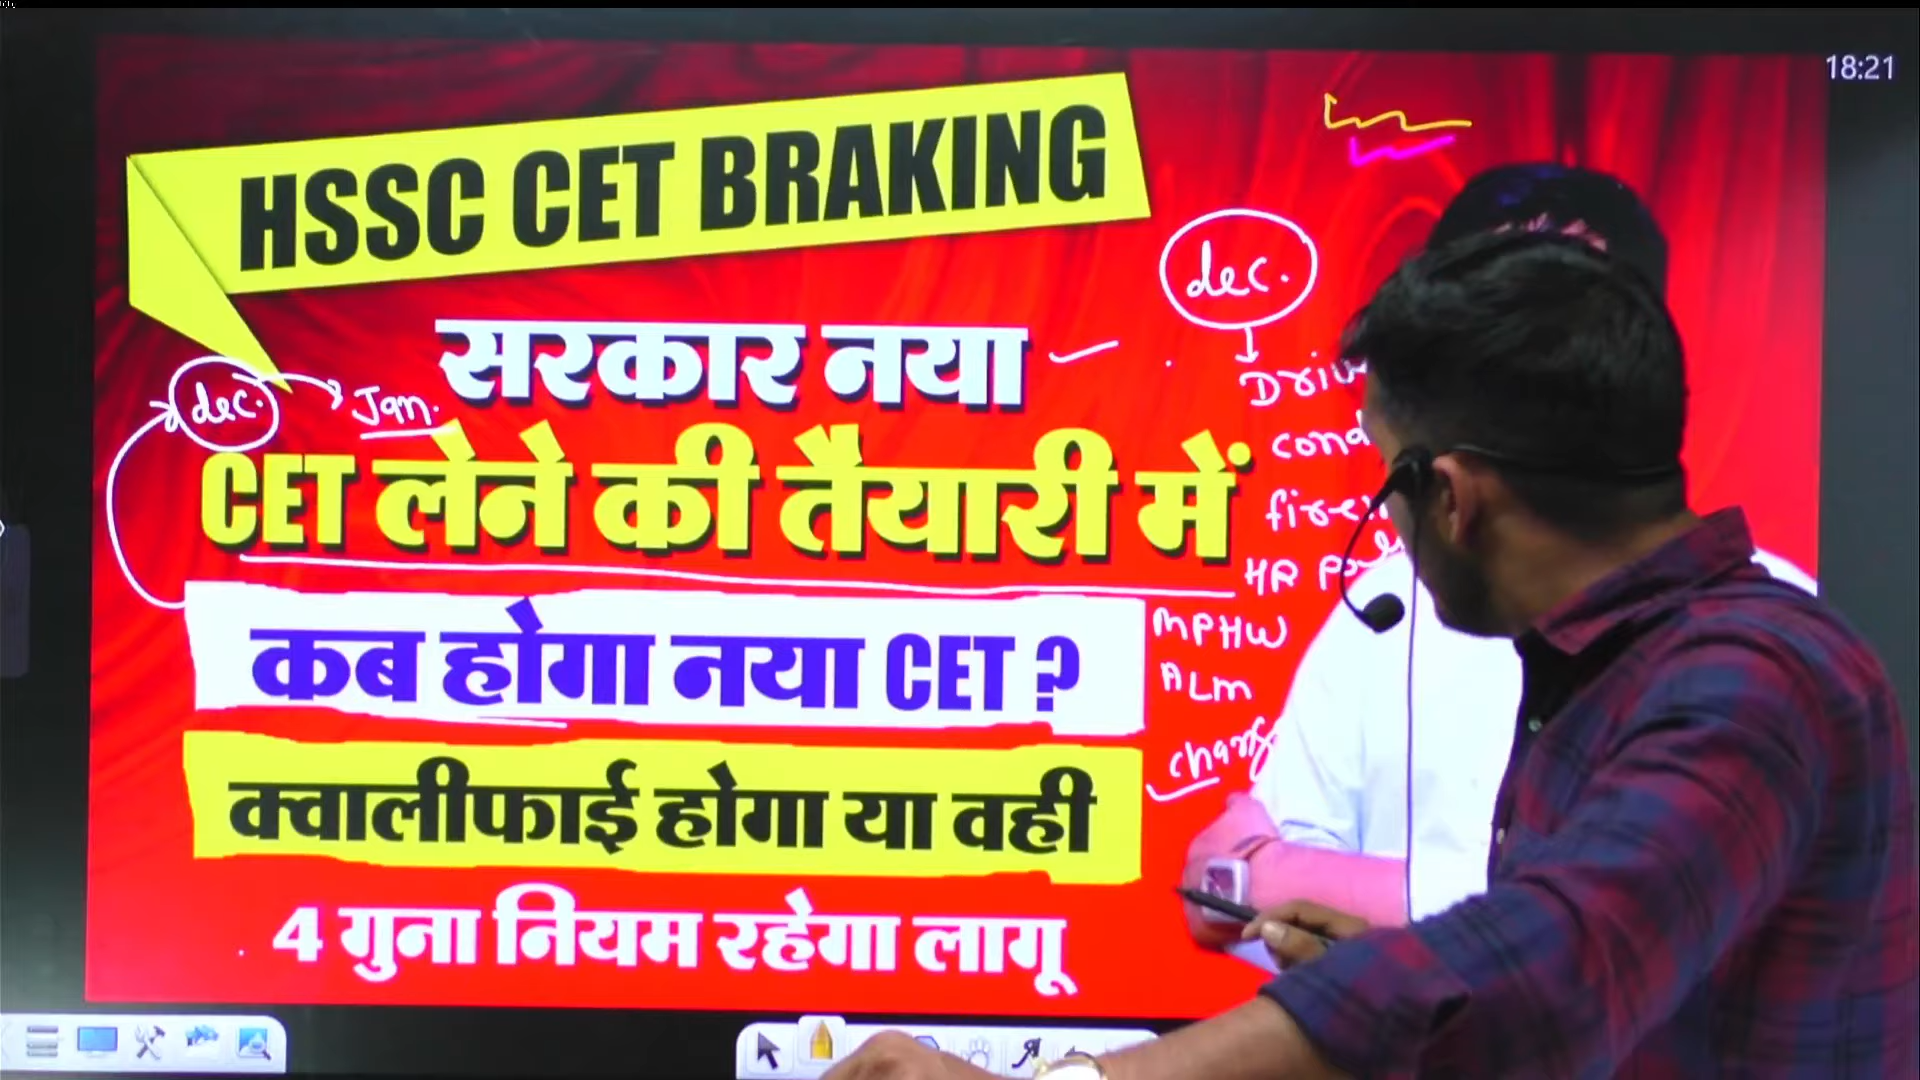 18:21
HSSC CET BRAKING
dec.
सरकार नया
dec. Jan.
CET लेने की तैयारी में
HR
कब होगा नया CET ?
MPHW
ALM
क्वालीफाई होगा या वही
4 गुना नियम रहेगा लागू